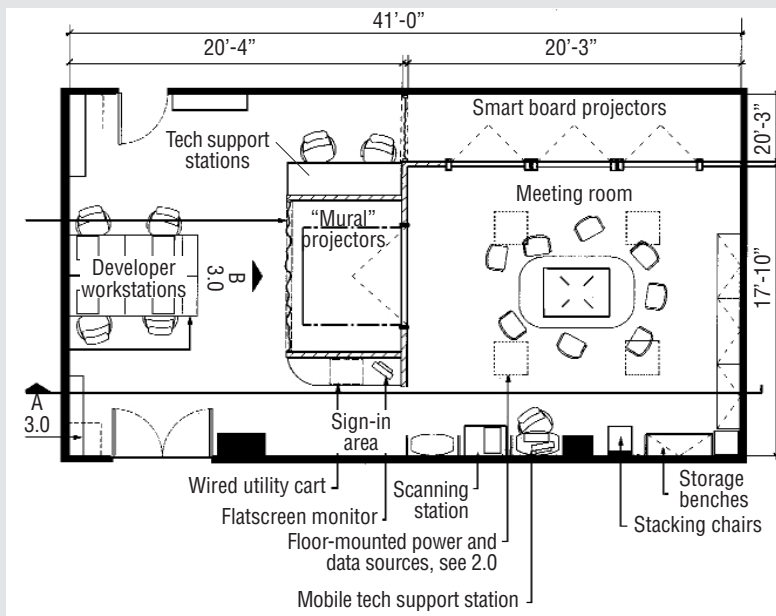 41’-0”
20’-4”
20’-3”
Smart board projectors
20’-3”
Tech support
stations
Meeting room
“Mural”
projectors
Developer
workstations
B
3.0
17’-10”
A
3.0
Sign-in
area
Wired utility cart
Flatscreen monitor
Scanning
station
Storage
benches
Stacking chairs
Floor-mounted power and
data sources, see 2.0
Mobile tech support station